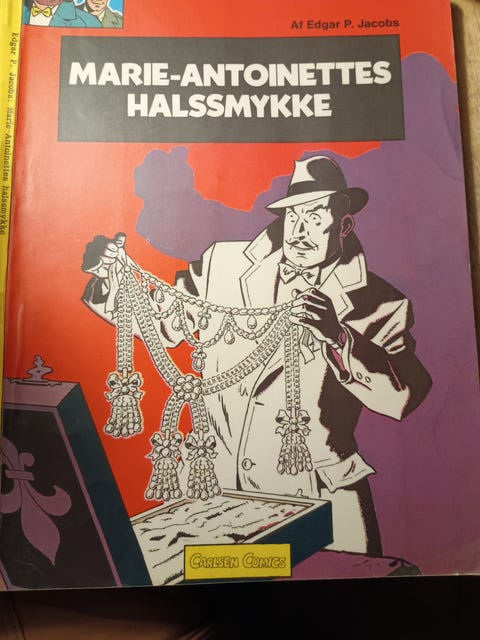 Af Edgar P. Jacobs
MARIE-ANTOINETTES
HALSSMYKKE
Edgar P. Jacobs: Marie-Antoinettes halssmykke
CARLSEN COMICS